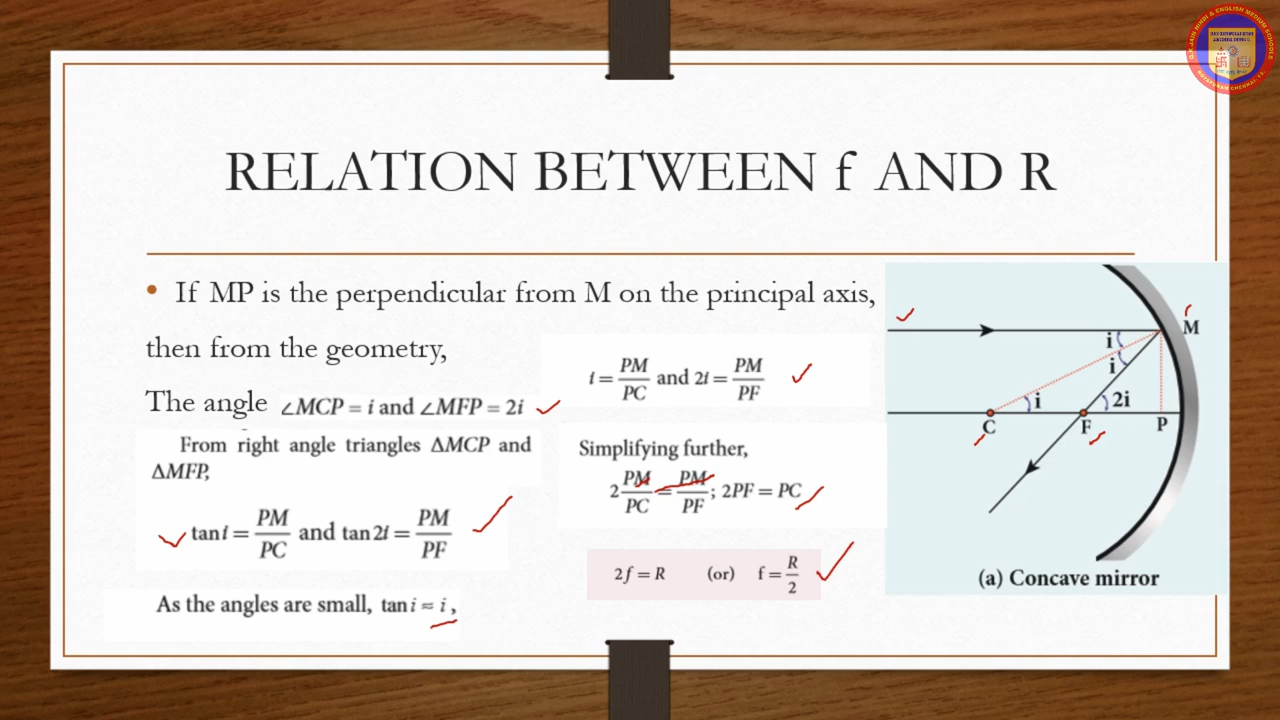 RELATION BETWEEN f AND R
• If MP is the perpendicular from M on the principal axis,
then from the geometry,
The angle ∠MCP = i and ∠MFP = 2i
From right angle triangles ΔMCP and
ΔMFP,
tan i = PM/PC and tan 2i = PM/PF
As the angles are small, tan i ≈ i,
i = PM/PC and 2i = PM/PF
Simplifying further,
2 PM/PC = PM/PF; 2PF = PC
2f = R (or) f = R/2
M
i
i
i
2i
C
F
P
(a) Concave mirror